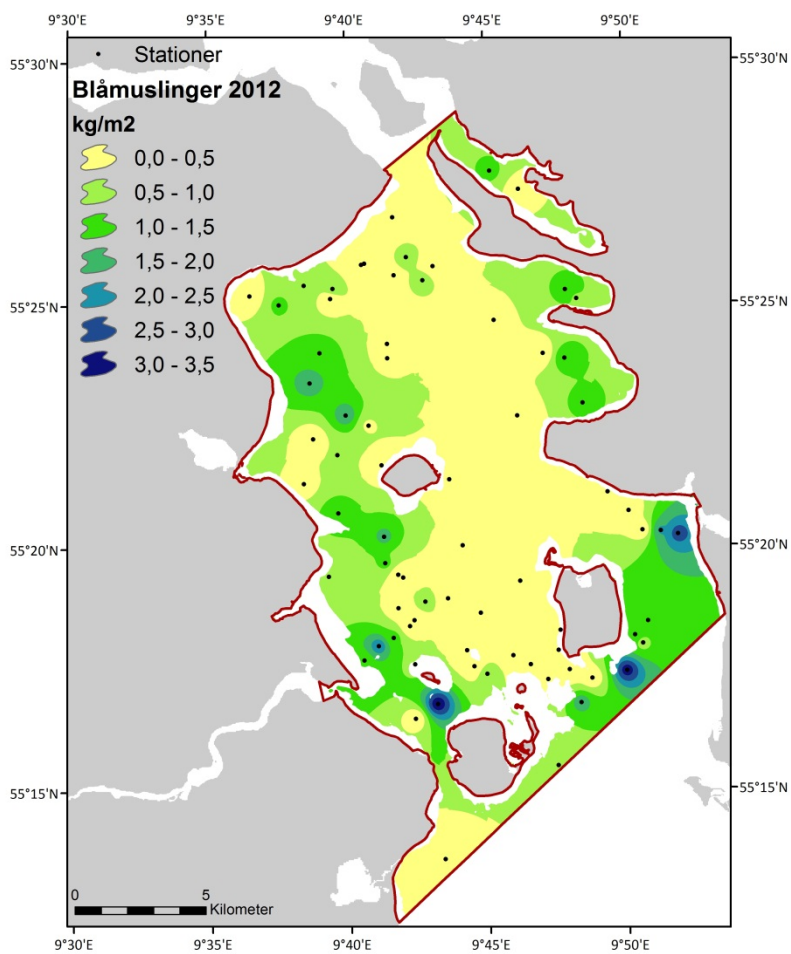 9°30'E 9°35'E 9°40'E 9°45'E 9°50'E
55°30'N 55°30'N
Stationer
Blåmuslinger 2012
kg/m2
0,0 - 0,5
0,5 - 1,0
1,0 - 1,5
1,5 - 2,0
2,0 - 2,5
2,5 - 3,0
3,0 - 3,5
55°25'N 55°25'N
55°20'N 55°20'N
55°15'N 55°15'N
0 5
Kilometer
9°30'E 9°35'E 9°40'E 9°45'E 9°50'E